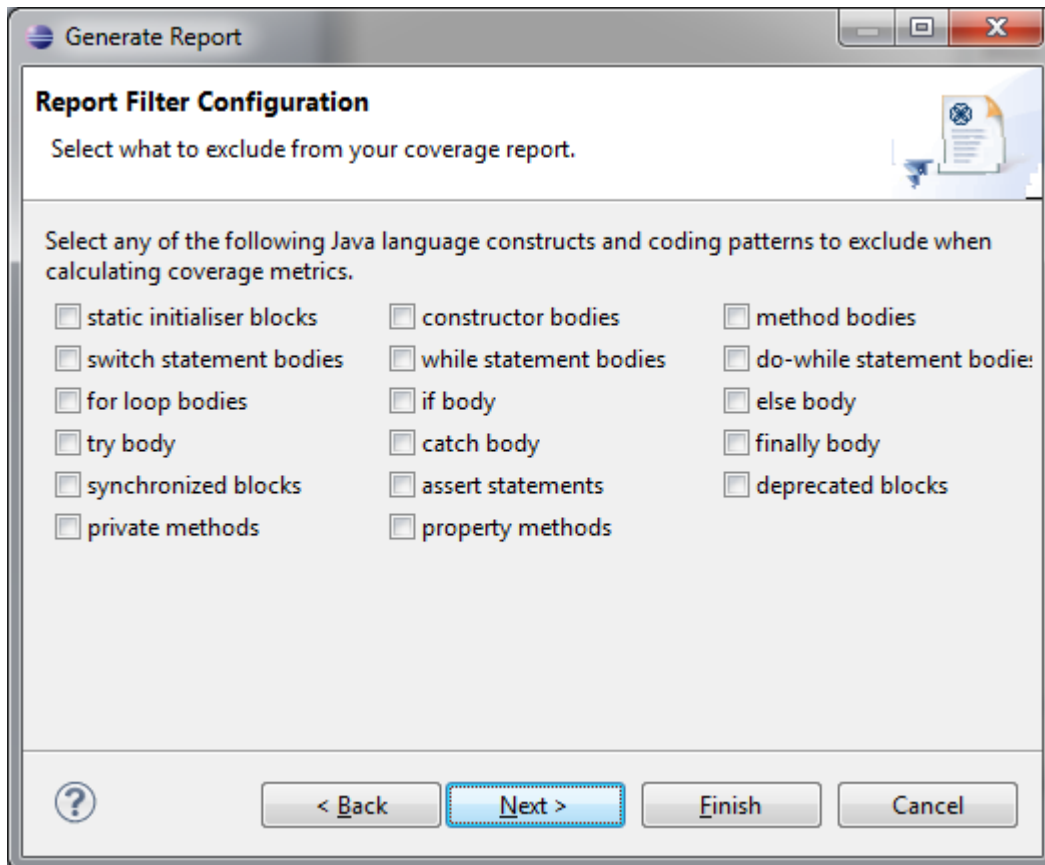 Generate Report
Report Filter Configuration
Select what to exclude from your coverage report.
Select any of the following Java language constructs and coding patterns to exclude when
calculating coverage metrics.
static initialiser blocks constructor bodies method bodies
switch statement bodies while statement bodies do-while statement bodies
for loop bodies if body else body
try body catch body finally body
synchronized blocks assert statements deprecated blocks
private methods property methods
< Back Next > Finish Cancel